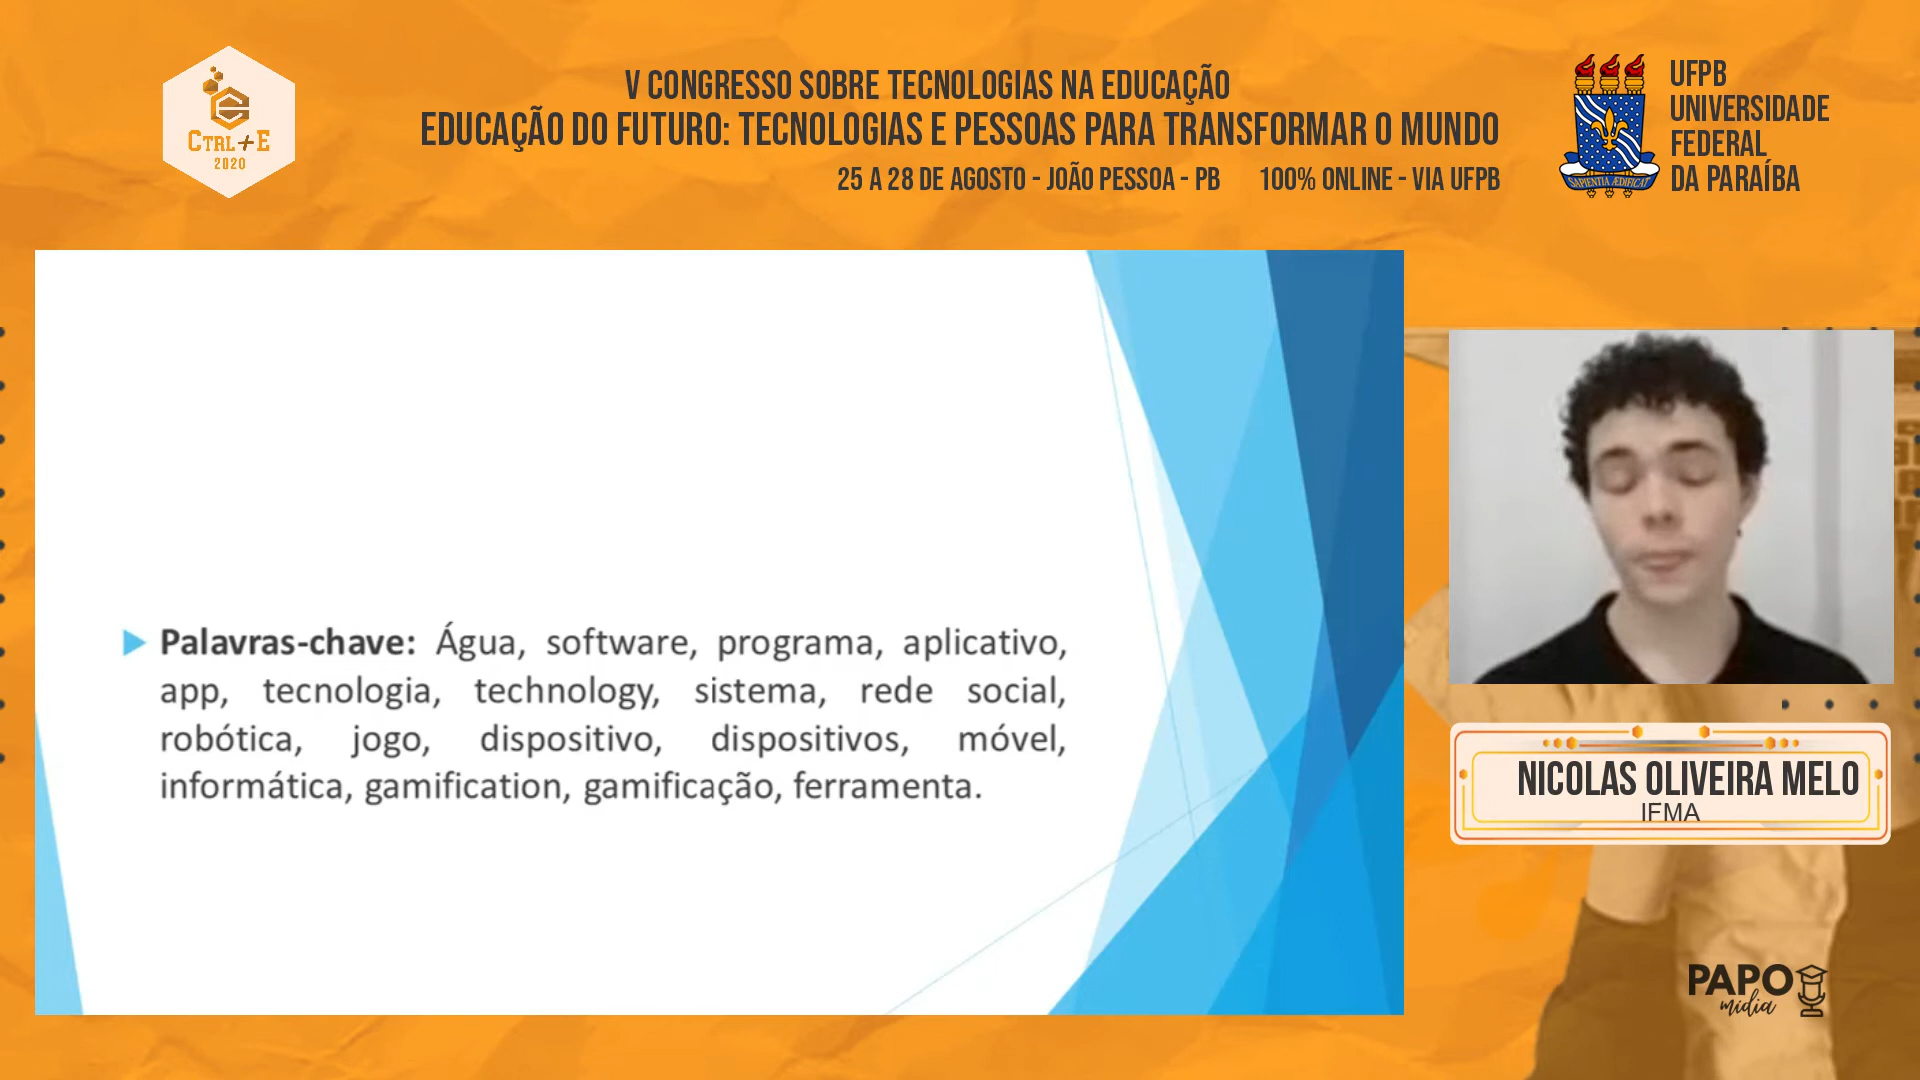 V CONGRESSO SOBRE TECNOLOGIAS NA EDUCAÇÃO
EDUCAÇÃO DO FUTURO: TECNOLOGIAS E PESSOAS PARA TRANSFORMAR O MUNDO
25 A 28 DE AGOSTO - JOÃO PESSOA - PB 100% ONLINE - VIA UFPB
CTRL+E
2020
UFPB
UNIVERSIDADE
FEDERAL
DA PARAÍBA
SAPIENTIA ÆDIFICAT
Palavras-chave: Água, software, programa, aplicativo,
app, tecnologia, technology, sistema, rede social,
robótica, jogo, dispositivo, dispositivos, móvel,
informática, gamification, gamificação, ferramenta.
NICOLAS OLIVEIRA MELO
IFMA
PAPO
mídia